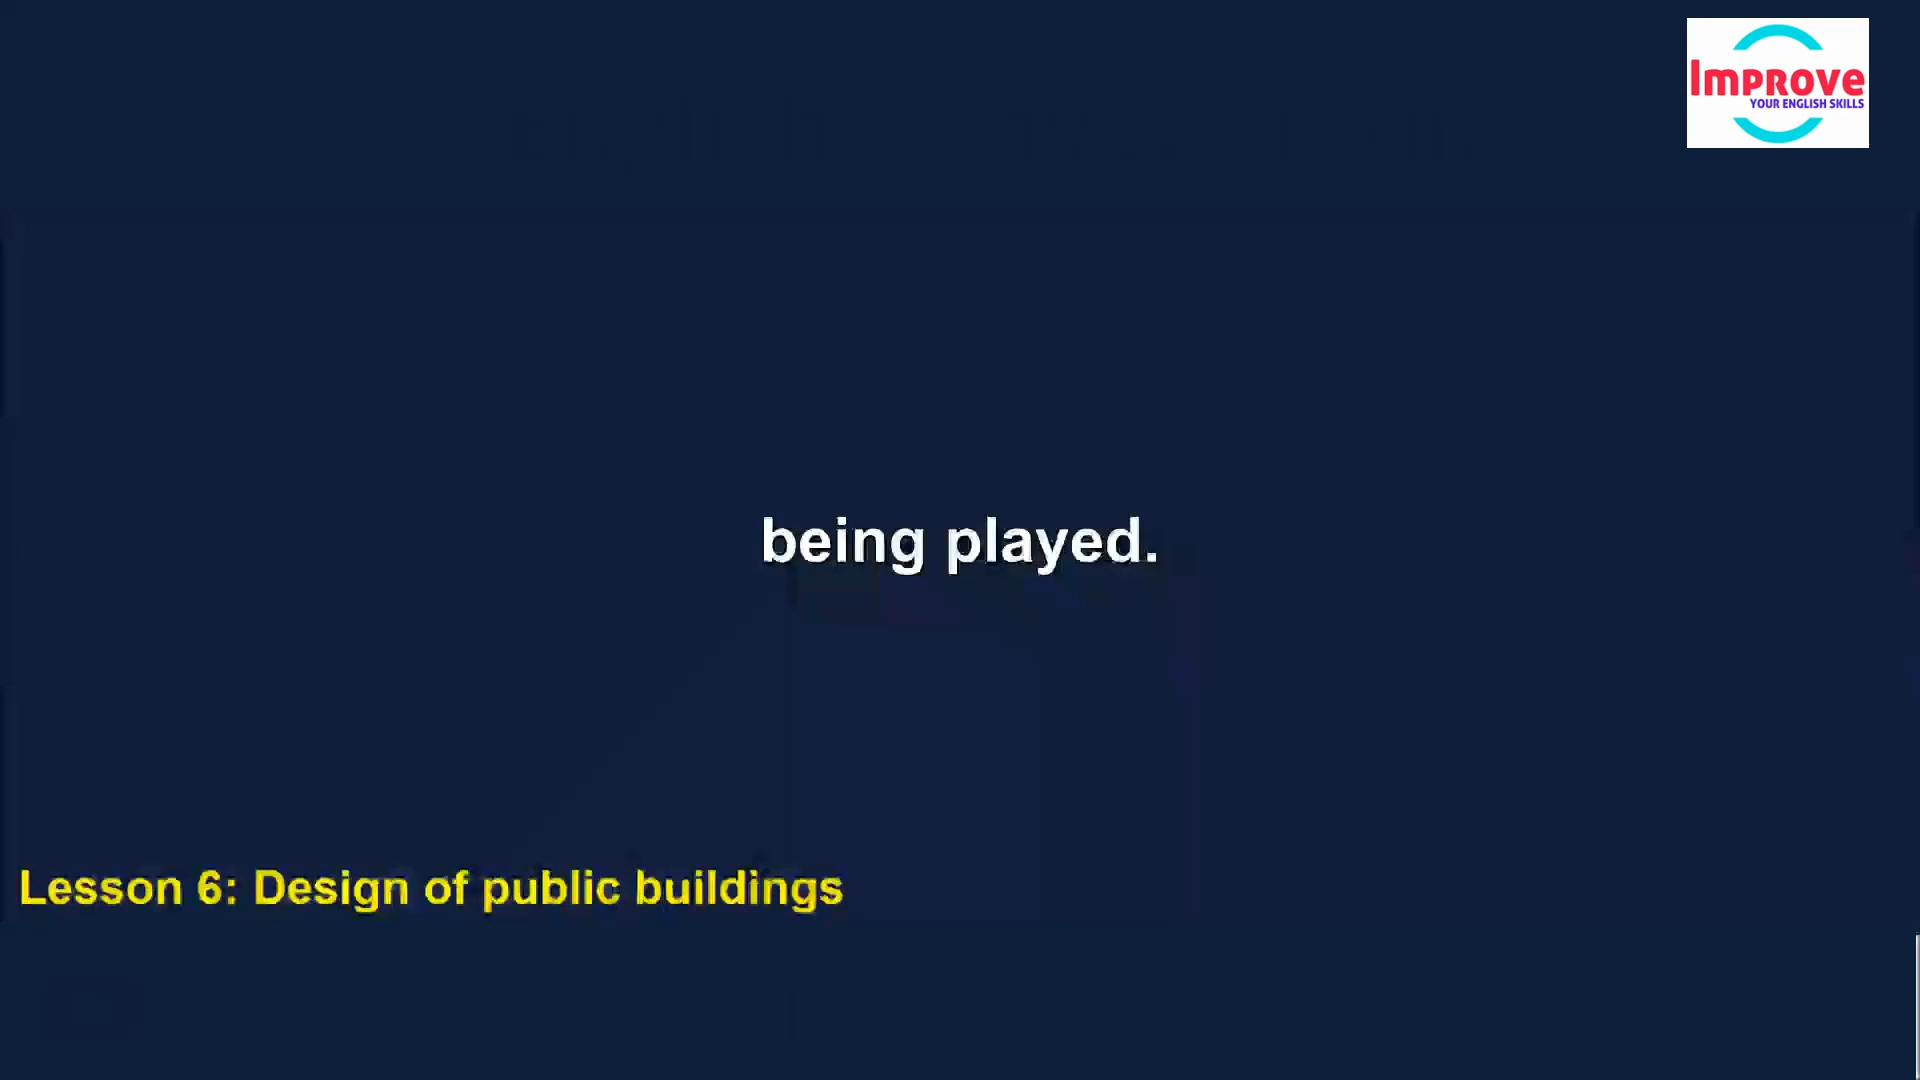 Improve
YOUR ENGLISH SKILLS
being played.
Lesson 6: Design of public buildings